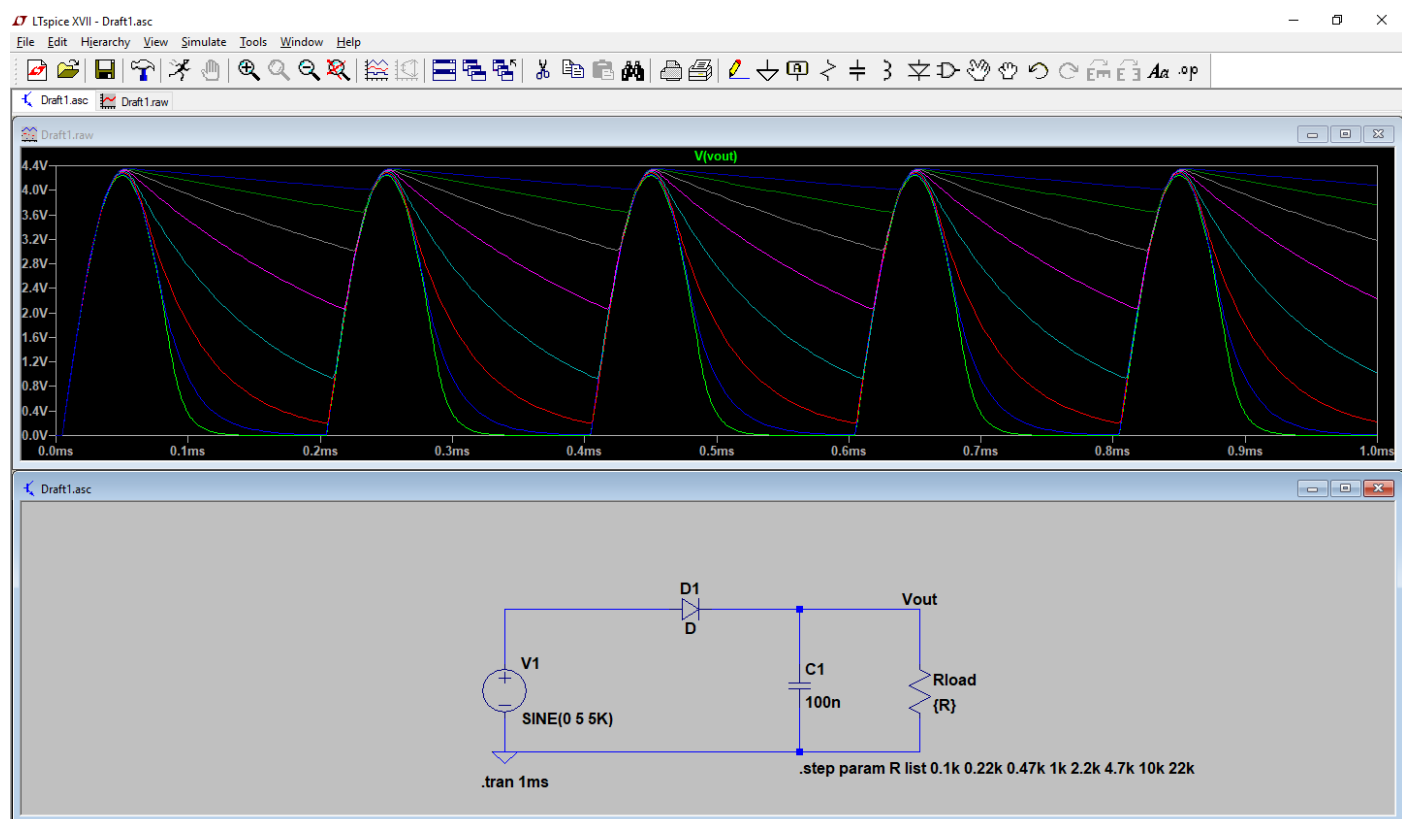 LTspice XVII - Draft1.asc
File Edit Hierarchy View Simulate Tools Window Help
Aa .op
Draft1.asc Draft1.raw
Draft1.raw
V(vout)
4.4V
4.0V
3.6V
3.2V
2.8V
2.4V
2.0V
1.6V
1.2V
0.8V
0.4V
0.0V
0.0ms 0.1ms 0.2ms 0.3ms 0.4ms 0.5ms 0.6ms 0.7ms 0.8ms 0.9ms 1.0ms
Draft1.asc
D1
D
Vout
V1
SINE(0 5 5K)
C1
100n
Rload
{R}
.step param R list 0.1k 0.22k 0.47k 1k 2.2k 4.7k 10k 22k
.tran 1ms